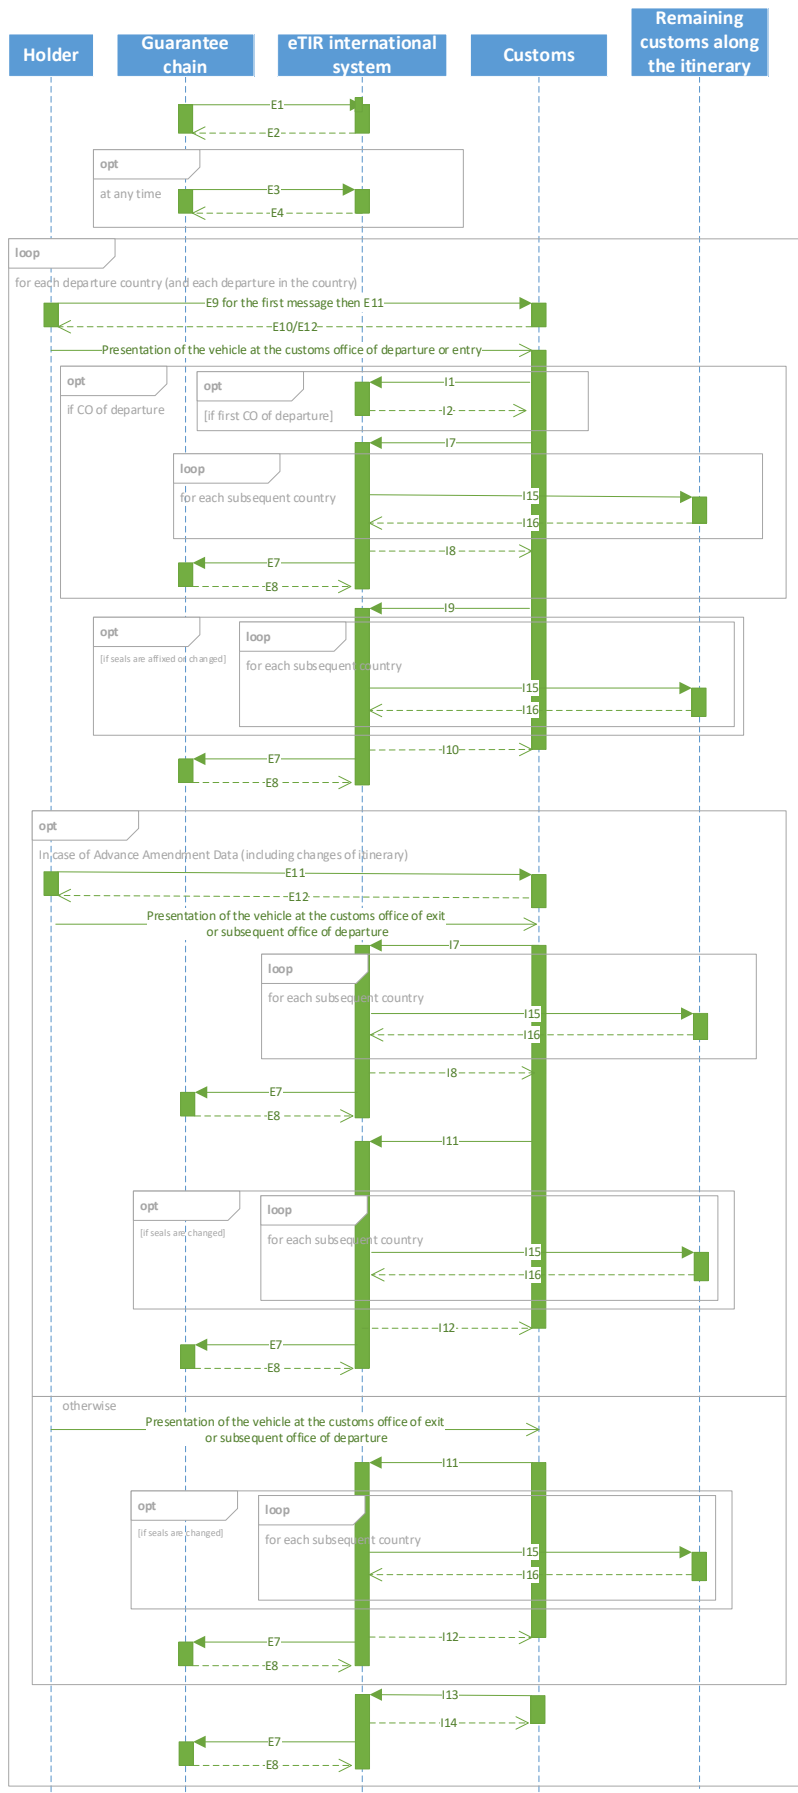 Holder
Guarantee
chain
eTIR international
system
Customs
Remaining
customs along
the itinerary
E1
E2
opt
at any time
E3
E4
loop
for each departure country (and each departure in the country)
E9 for the first message then E11
E10/E12
Presentation of the vehicle at the customs office of departure or entry
opt
if CO of departure
opt
[if first CO of departure]
I1
I2
I7
loop
for each subsequent country
I15
I16
I8
E7
E8
I9
opt
[if seals are affixed or changed]
loop
for each subsequent country
I15
I16
I10
E7
E8
opt
In case of Advance Amendment Data (including changes of itinerary)
E11
E12
Presentation of the vehicle at the customs office of exit
or subsequent office of departure
I7
loop
for each subsequent country
I15
I16
I8
E7
E8
I11
opt
[if seals are changed]
loop
for each subsequent country
I15
I16
I12
E7
E8
otherwise
Presentation of the vehicle at the customs office of exit
or subsequent office of departure
I11
opt
[if seals are changed]
loop
for each subsequent country
I15
I16
I12
E7
E8
I13
I14
E7
E8